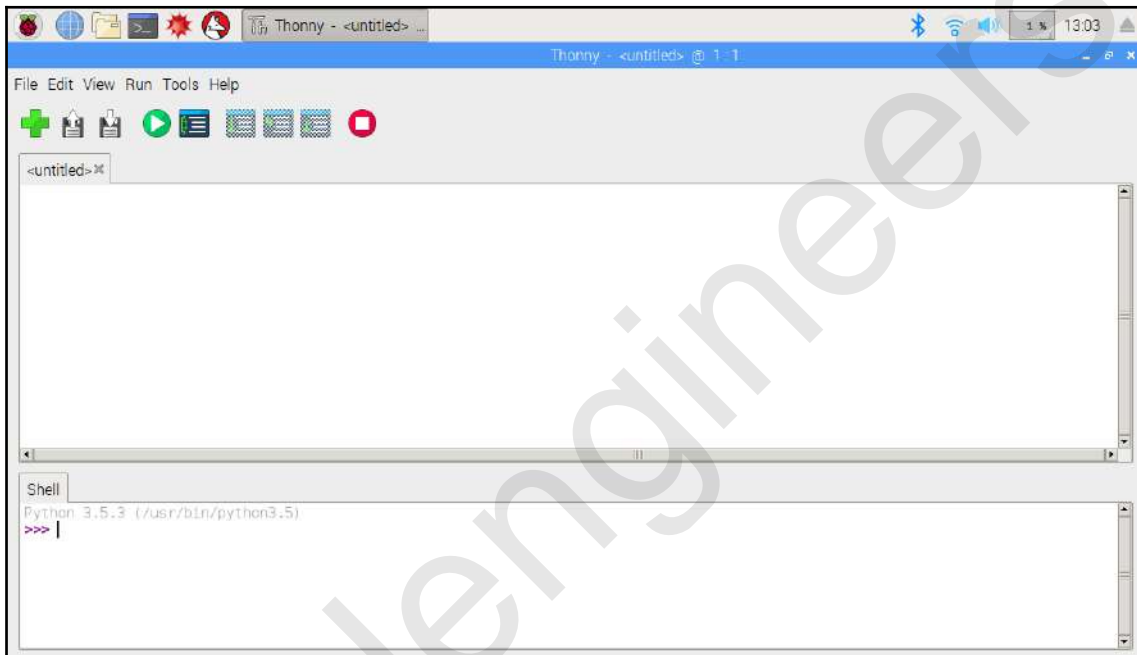 Thonny - <untitled> ...
1 %
13:03
Thonny - <untitled> @ 1 : 1
File Edit View Run Tools Help
<untitled>
Shell
Python 3.5.3 (/usr/bin/python3.5)
>>>
engineers